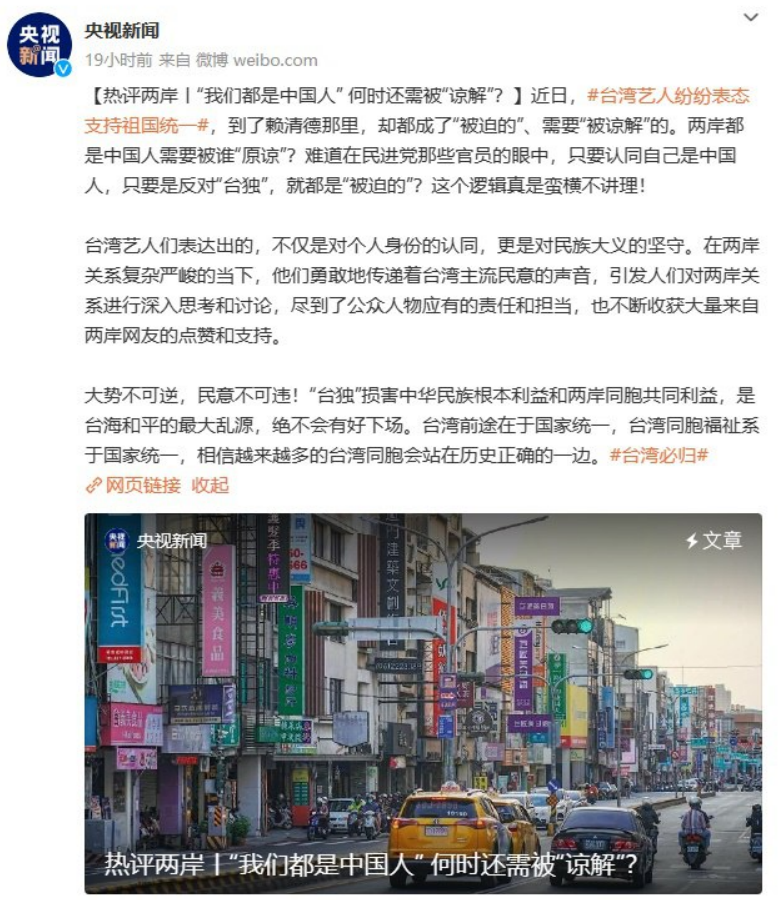 央视新闻
央视新闻
19小时前 来自 微博 weibo.com
【热评两岸丨“我们都是中国人” 何时还需被“谅解”？】近日，#台湾艺人纷纷表态
支持祖国统一#，到了赖清德那里，却都成了“被迫的”、需要“被谅解”的。两岸都
是中国人需要被谁“原谅”？难道在民进党那些官员的眼中，只要认同自己是中国
人，只要是反对“台独”，就都是“被迫的”？这个逻辑真是蛮横不讲理！
台湾艺人们表达出的，不仅是对个人身份的认同，更是对民族大义的坚守。在两岸
关系复杂严峻的当下，他们勇敢地传递着台湾主流民意的声音，引发人们对两岸关
系进行深入思考和讨论，尽到了公众人物应有的责任和担当，也不断收获大量来自
两岸网友的点赞和支持。
大势不可逆，民意不可违！“台独”损害中华民族根本利益和两岸同胞共同利益，是
台海和平的最大乱源，绝不会有好下场。台湾前途在于国家统一，台湾同胞福祉系
于国家统一，相信越来越多的台湾同胞会站在历史正确的一边。#台湾必归#
网页链接 收起
央视新闻
央视新闻
文章
edFirst
美食品
热评两岸丨“我们都是中国人” 何时还需被“谅解”？